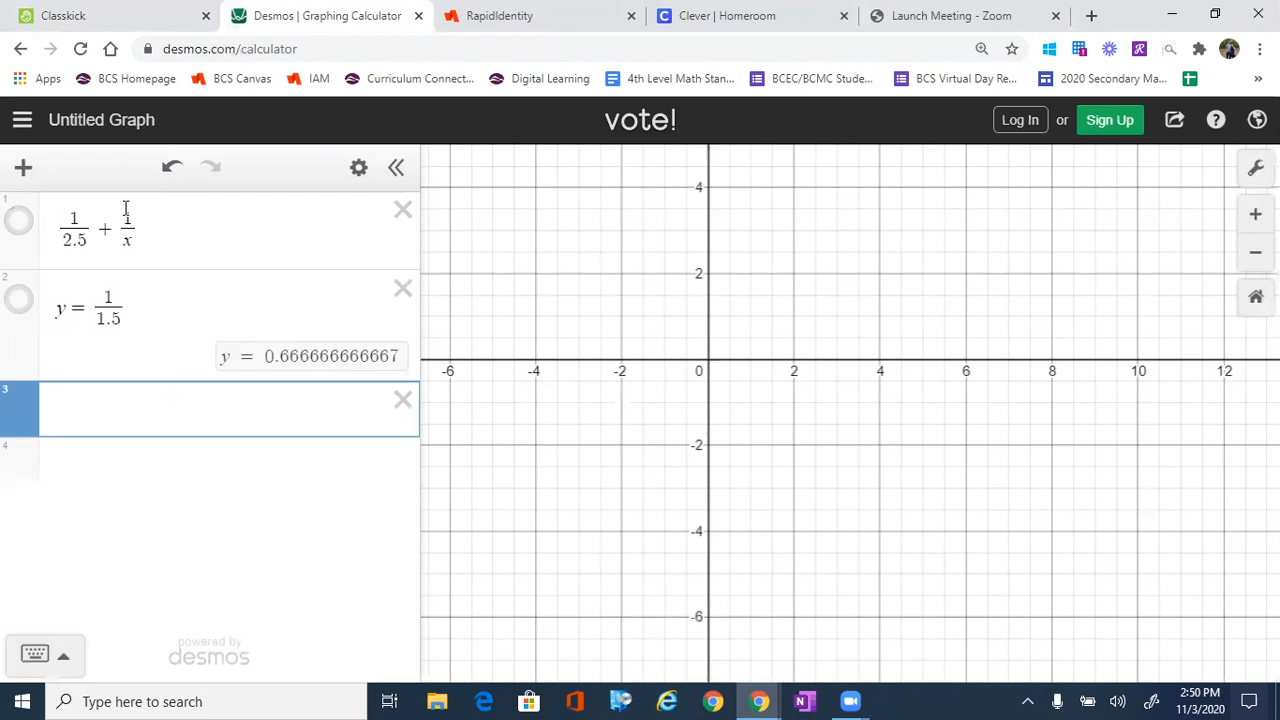 Classkick
Desmos | Graphing Calculator
RapidIdentity
Clever | Homeroom
Launch Meeting - Zoom
desmos.com/calculator
Apps
BCS Homepage
BCS Canvas
IAM
Curriculum Connect...
Digital Learning
4th Level Math Stan...
BCEC/BCMC Stude...
BCS Virtual Day Re...
2020 Secondary Ma...
»
Untitled Graph
vote!
Log In or Sign Up
1
1/2.5 + 1/x
2
y = 1/1.5
y = 0.666666666667
3
4
4
2
-6 -4 -2 0 2 4 6 8 10 12
-2
-4
-6
powered by
desmos
Type here to search
2:50 PM
11/3/2020